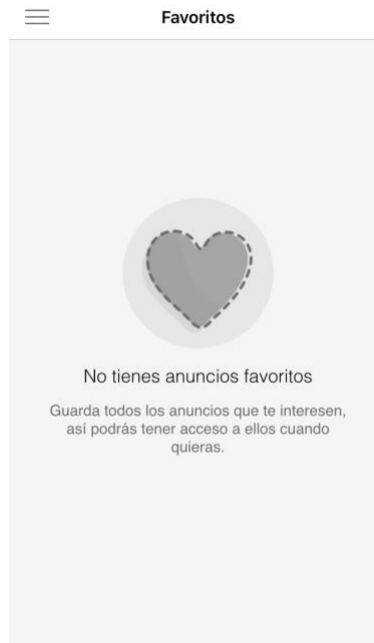 Favoritos
No tienes anuncios favoritos
Guarda todos los anuncios que te interesen,
así podrás tener acceso a ellos cuando
quieras.